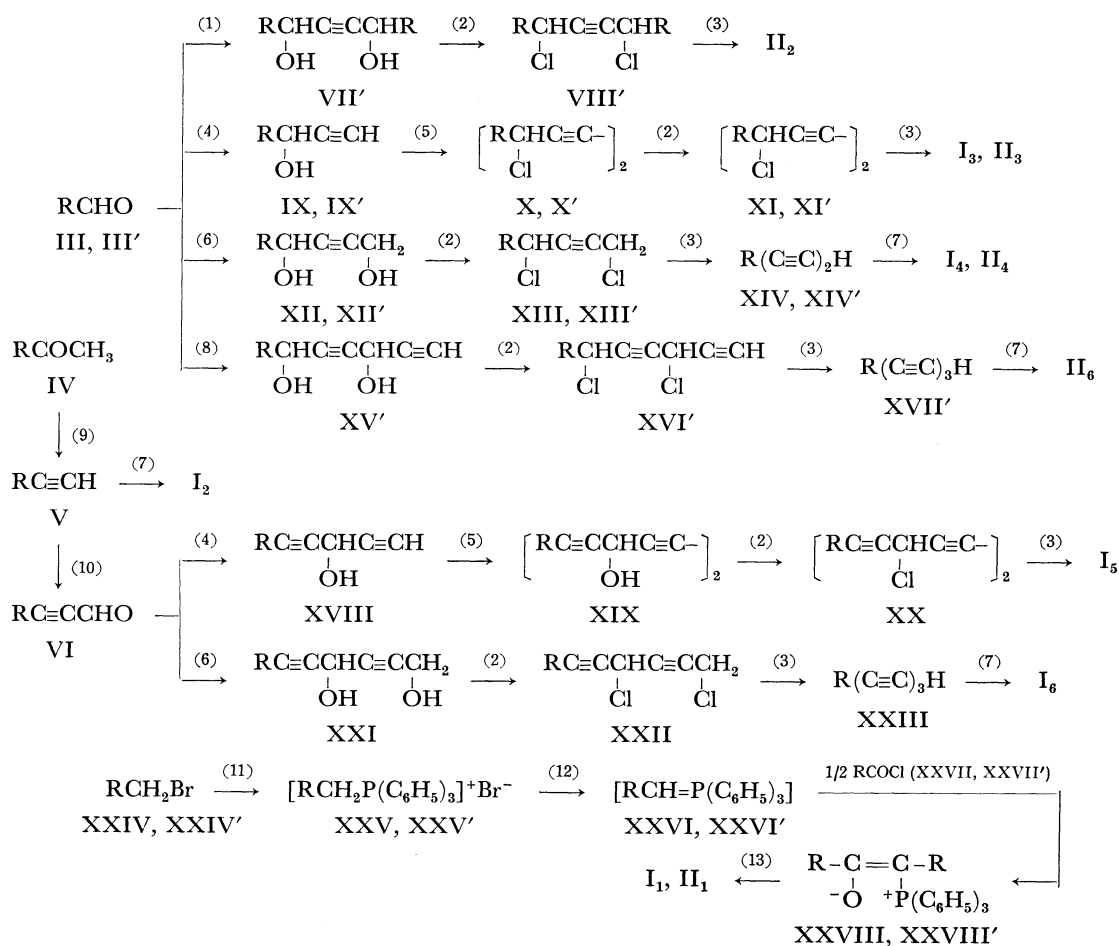 (1) RCHC≡CCHR (2) RCHC≡CCHR (3) II₂
OH OH Cl Cl
VII′ VIII′
(4) RCHC≡CH (5) [RCHC≡C–]₂ (2) [RCHC≡C–]₂ (3) I₃, II₃
OH Cl Cl
RCHO IX, IX′ X, X′ XI, XI′
III, III′
(6) RCHC≡CCH₂ (2) RCHC≡CCH₂ (3) R(C≡C)₂H (7) I₄, II₄
OH OH Cl Cl XIV, XIV′
XII, XII′ XIII, XIII′
RCOCH₃ (8) RCHC≡CCHC≡CH (2) RCHC≡CCHC≡CH (3) R(C≡C)₃H (7) II₆
IV OH OH Cl Cl XVII′
XV′ XVI′
(9)
RC≡CH (7) I₂
V
(4) RC≡CCHC≡CH (5) [RC≡CCHC≡C–]₂ (2) [RC≡CCHC≡C–]₂ (3) I₅
(10) OH OH Cl
RC≡CCHO XVIII XIX XX
VI
(6) RC≡CCHC≡CCH₂ (2) RC≡CCHC≡CCH₂ (3) R(C≡C)₃H (7) I₆
OH OH Cl Cl XXIII
XXI XXII
RCH₂Br (11) [RCH₂P(C₆H₅)₃]⁺Br⁻ (12) [RCH=P(C₆H₅)₃] 1/2 RCOCl (XXVII, XXVII′)
XXIV, XXIV′ XXV, XXV′ XXVI, XXVI′
I₁, II₁ (13) R–C=C–R
⁻O ⁺P(C₆H₅)₃
XXVIII, XXVIII′